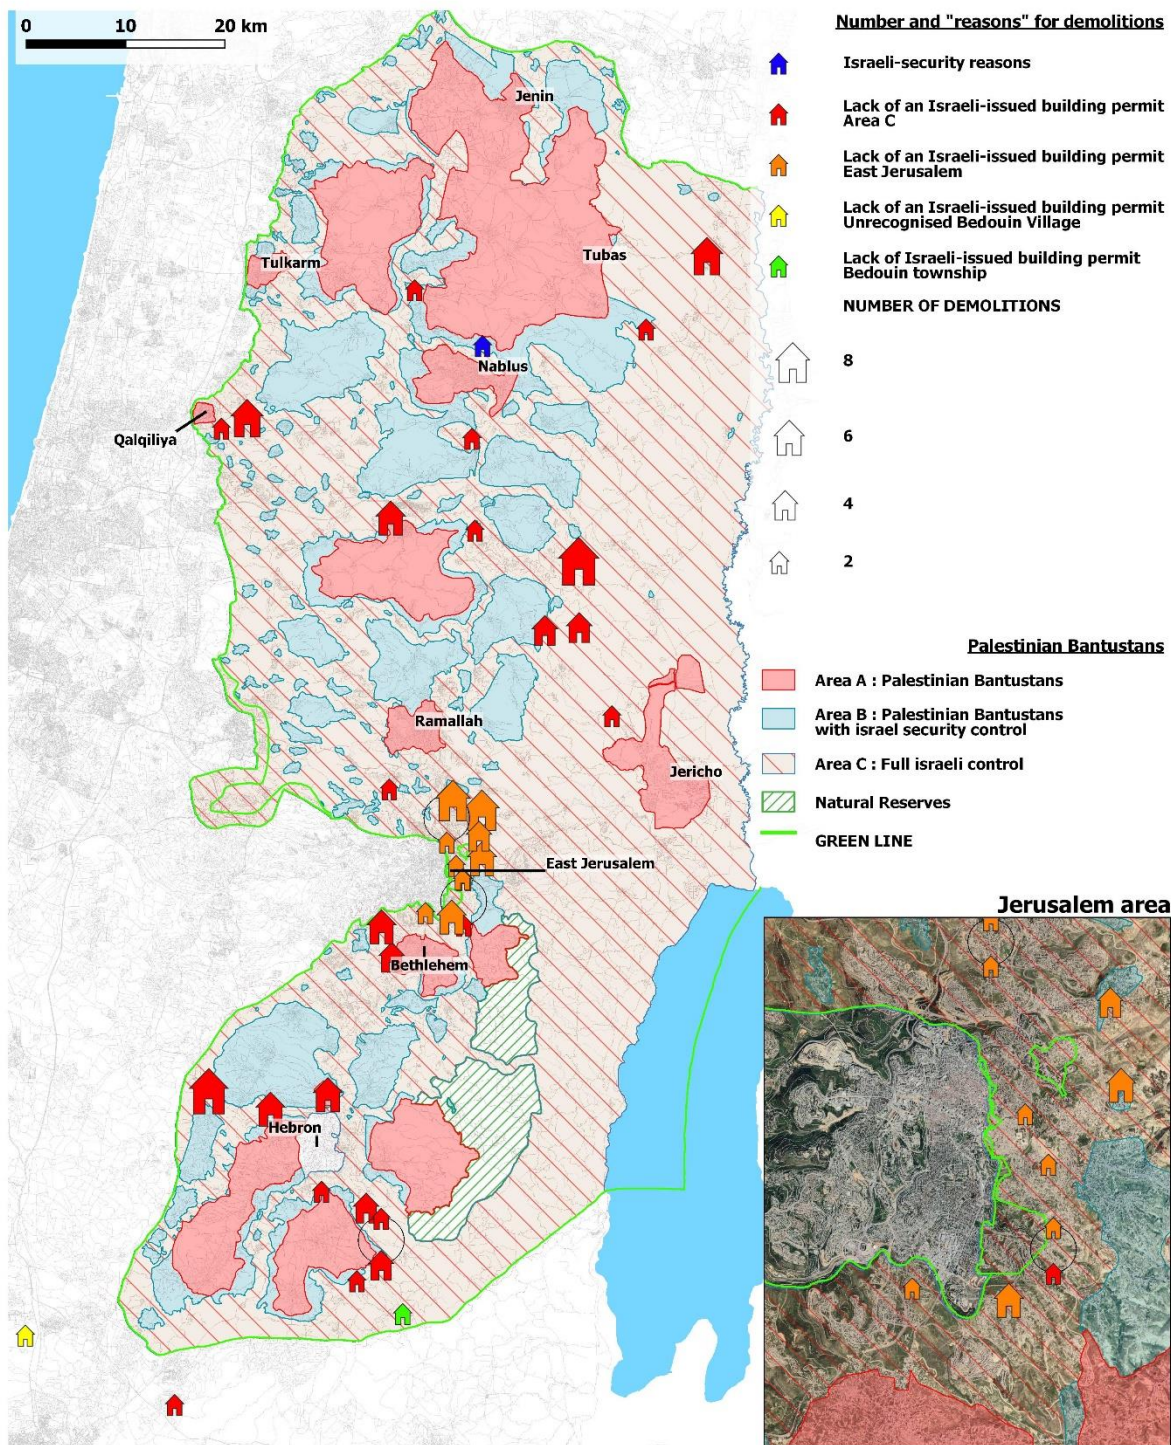 0 10 20 km
Number and "reasons" for demolitions
Israeli-security reasons
Lack of an Israeli-issued building permit
Area C
Lack of an Israeli-issued building permit
East Jerusalem
Lack of an Israeli-issued building permit
Unrecognised Bedouin Village
Lack of Israeli-issued building permit
Bedouin township
NUMBER OF DEMOLITIONS
8
6
4
2
Palestinian Bantustans
Area A : Palestinian Bantustans
Area B : Palestinian Bantustans
with israel security control
Area C : Full israeli control
Natural Reserves
GREEN LINE
Jenin
Tubas
Tulkarm
Nablus
Qalqiliya
Ramallah
Jericho
East Jerusalem
Bethlehem
Hebron
Jerusalem area